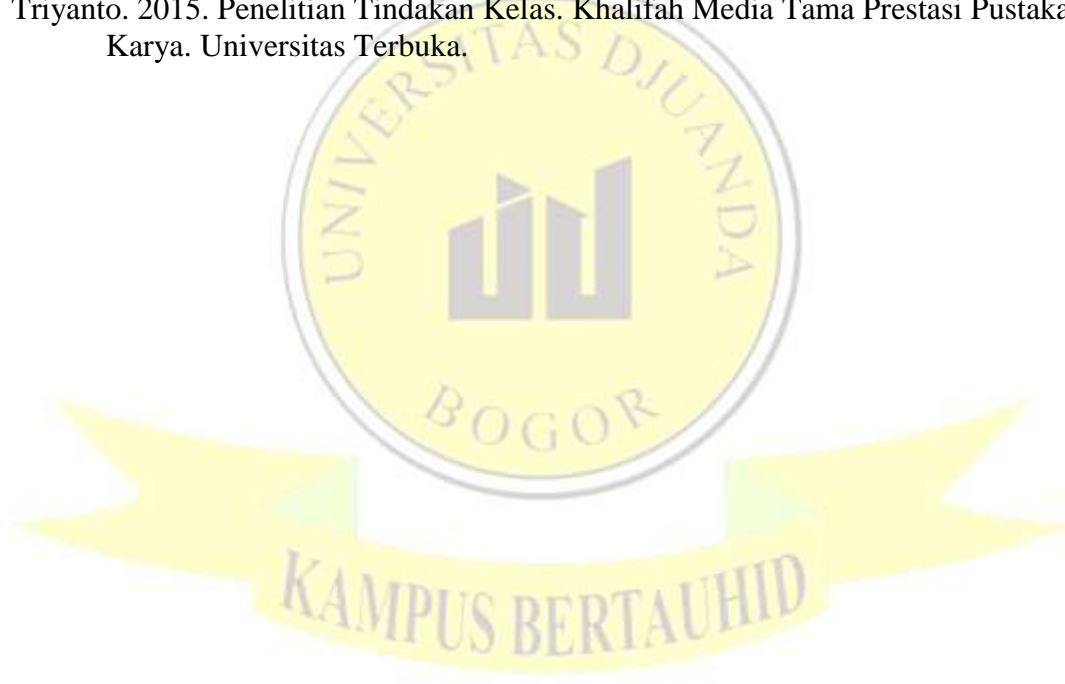 Triyanto. 2015. Penelitian Tindakan Kelas. Khalifah Media Tama Prestasi Pustaka
Karya. Universitas Terbuka.
UNIVERSITAS DJUANDA
BOGOR
KAMPUS BERTAUHID